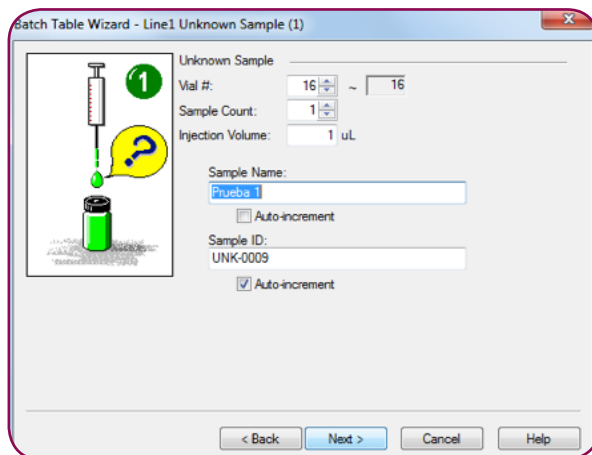 Batch Table Wizard - Line1 Unknown Sample (1)
1
?
Unknown Sample
Vial #: 16 ~ 16
Sample Count: 1
Injection Volume: 1 uL
Sample Name:
Prueba 1
Auto-increment
Sample ID:
UNK-0009
Auto-increment
< Back Next > Cancel Help